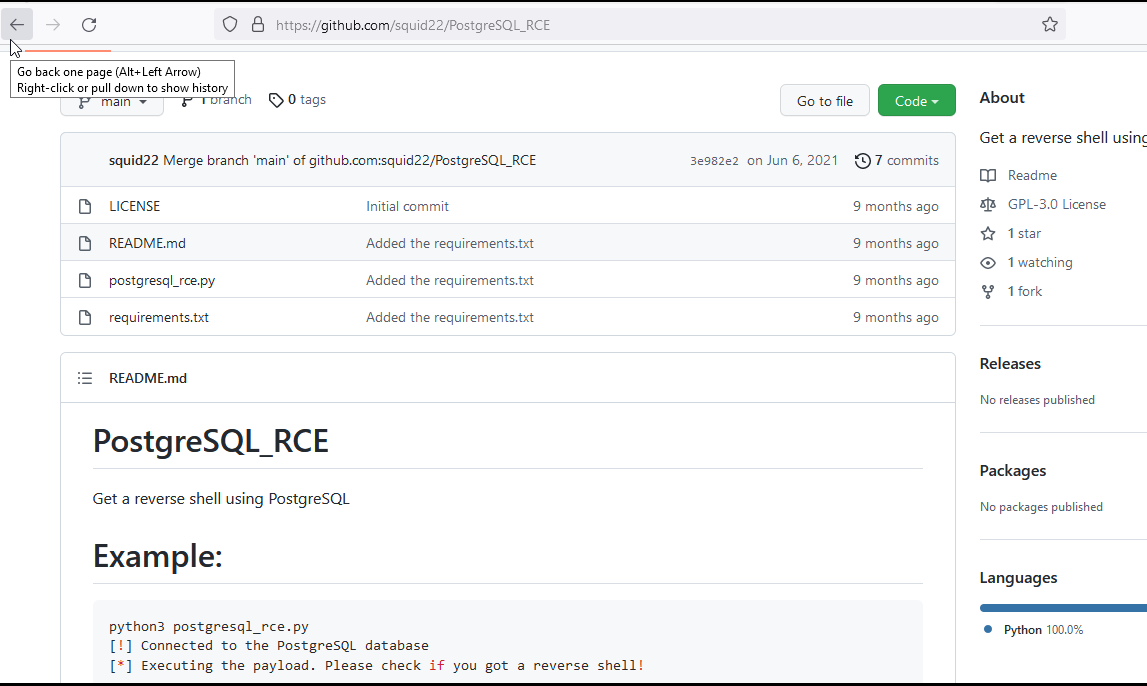 https://github.com/squid22/PostgreSQL_RCE
Go back one page (Alt+Left Arrow)
Right-click or pull down to show history
main
1 branch
0 tags
Go to file
Code
squid22 Merge branch 'main' of github.com:squid22/PostgreSQL_RCE
3e982e2 on Jun 6, 2021
7 commits
LICENSE Initial commit 9 months ago
README.md Added the requirements.txt 9 months ago
postgresql_rce.py Added the requirements.txt 9 months ago
requirements.txt Added the requirements.txt 9 months ago
README.md
PostgreSQL_RCE
Get a reverse shell using PostgreSQL
Example:
python3 postgresql_rce.py
[!] Connected to the PostgreSQL database
[*] Executing the payload. Please check if you got a reverse shell!
About
Get a reverse shell using
Readme
GPL-3.0 License
1 star
1 watching
1 fork
Releases
No releases published
Packages
No packages published
Languages
Python 100.0%